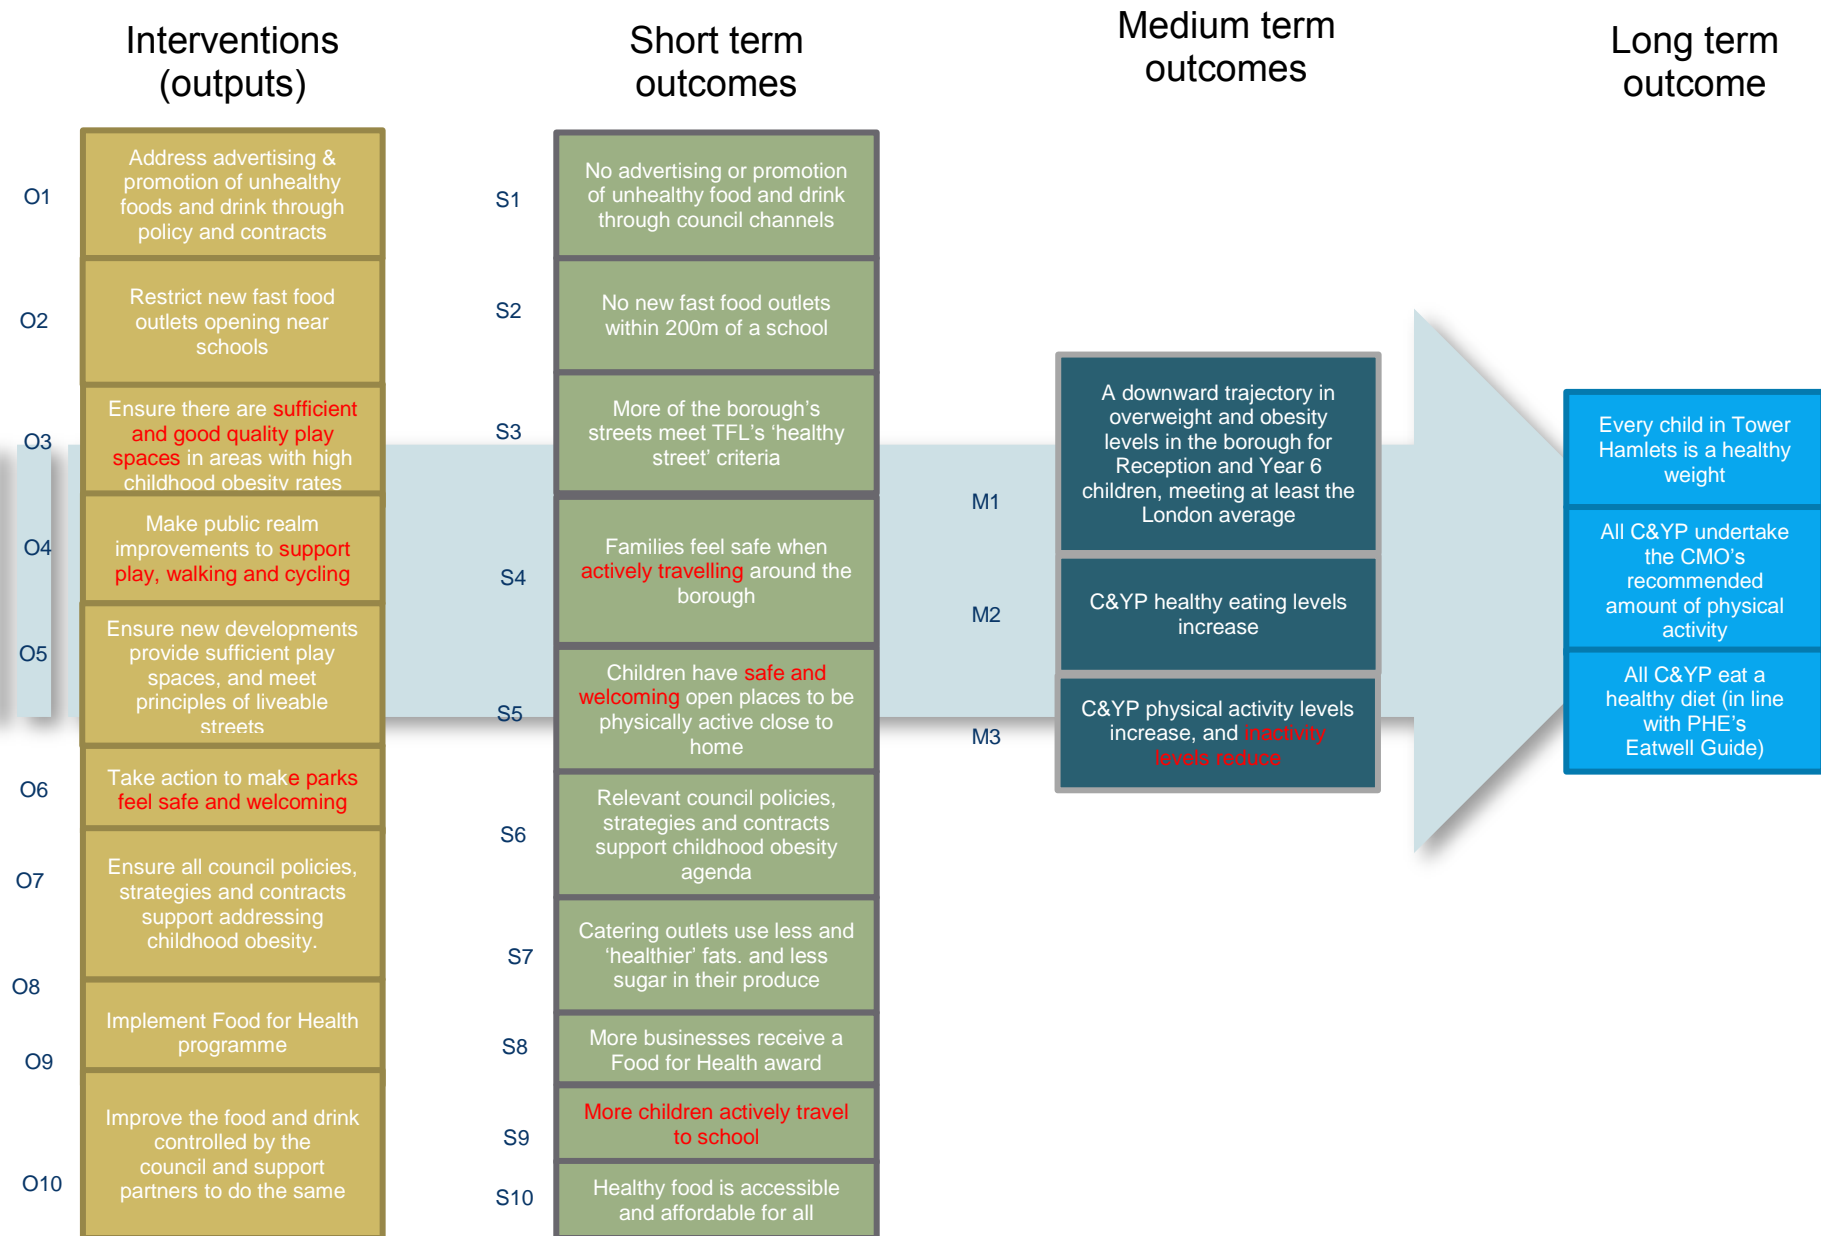 Interventions
(outputs)
O1
Address advertising &
promotion of unhealthy
foods and drink through
policy and contracts
O2
Restrict new fast food
outlets opening near
schools
O3
Ensure there are sufficient
and good quality play
spaces in areas with high
childhood obesity rates
O4
Make public realm
improvements to support
play, walking and cycling
O5
Ensure new developments
provide sufficient play
spaces, and meet
principles of liveable
streets
O6
Take action to make parks
feel safe and welcoming
O7
Ensure all council policies,
strategies and contracts
support addressing
childhood obesity.
O8
Implement Food for Health
programme
O9
Improve the food and drink
controlled by the
council and support
partners to do the same
O10
Short term
outcomes
S1
No advertising or promotion
of unhealthy food and drink
through council channels
S2
No new fast food outlets
within 200m of a school
S3
More of the borough's
streets meet TFL's ‘healthy
street’ criteria
S4
Families feel safe when
actively travelling around the
borough
S5
Children have safe and
welcoming open places to be
physically active close to
home
S6
Relevant council policies,
strategies and contracts
support childhood obesity
agenda
S7
Catering outlets use less and
‘healthier’ fats. and less
sugar in their produce
S8
More businesses receive a
Food for Health award
S9
More children actively travel
to school
S10
Healthy food is accessible
and affordable for all
Medium term
outcomes
M1
A downward trajectory in
overweight and obesity
levels in the borough for
Reception and Year 6
children, meeting at least the
London average
M2
C&YP healthy eating levels
increase
M3
C&YP physical activity levels
increase, and inactivity
levels reduce
Long term
outcome
Every child in Tower
Hamlets is a healthy
weight
All C&YP undertake
the CMO's
recommended
amount of physical
activity
All C&YP eat a
healthy diet (in line
with PHE's
Eatwell Guide)